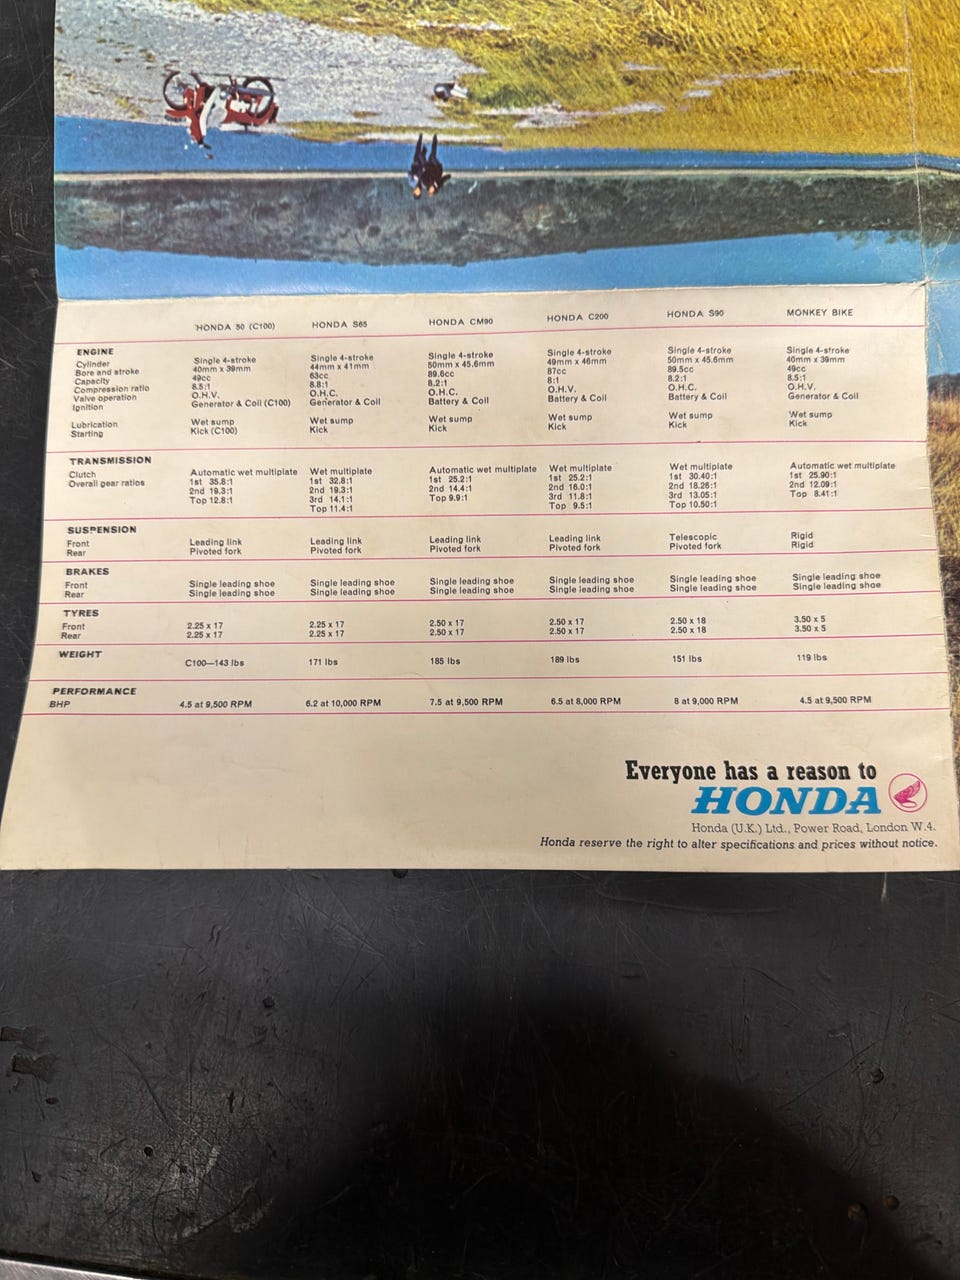 HONDA 50 (C100) HONDA S65 HONDA CM90 HONDA C200 HONDA S90 MONKEY BIKE
ENGINE
Cylinder Single 4-stroke Single 4-stroke Single 4-stroke Single 4-stroke Single 4-stroke Single 4-stroke
Bore and stroke 40mm x 39mm 44mm x 41mm 50mm x 45.6mm 49mm x 46mm 50mm x 45.6mm 40mm x 39mm
Capacity 49cc 63cc 89.6cc 87cc 89.5cc 49cc
Compression ratio 8.5:1 8.8:1 8.2:1 8:1 8.2:1 8.5:1
Valve operation O.H.V. O.H.C. O.H.C. O.H.V. O.H.C. O.H.V.
Ignition Generator & Coil (C100) Generator & Coil Battery & Coil Battery & Coil Battery & Coil Generator & Coil
Lubrication Wet sump Wet sump Wet sump Wet sump Wet sump Wet sump
Starting Kick (C100) Kick Kick Kick Kick Kick
TRANSMISSION
Clutch Automatic wet multiplate Wet multiplate Automatic wet multiplate Wet multiplate Wet multiplate Automatic wet multiplate
Overall gear ratios 1st 35.8:1 1st 32.8:1 1st 25.2:1 1st 25.2:1 1st 30.40:1 1st 25.90:1
2nd 19.3:1 2nd 19.3:1 2nd 14.4:1 2nd 16.0:1 2nd 18.26:1 2nd 12.09:1
Top 12.8:1 3rd 14.1:1 Top 9.9:1 3rd 11.8:1 3rd 13.05:1 Top 8.41:1
Top 11.4:1 Top 9.5:1 Top 10.50:1
SUSPENSION
Front Leading link Leading link Leading link Leading link Telescopic Rigid
Rear Pivoted fork Pivoted fork Pivoted fork Pivoted fork Pivoted fork Rigid
BRAKES
Front Single leading shoe Single leading shoe Single leading shoe Single leading shoe Single leading shoe Single leading shoe
Rear Single leading shoe Single leading shoe Single leading shoe Single leading shoe Single leading shoe Single leading shoe
TYRES
Front 2.25 x 17 2.25 x 17 2.50 x 17 2.50 x 17 2.50 x 18 3.50 x 5
Rear 2.25 x 17 2.25 x 17 2.50 x 17 2.50 x 17 2.50 x 18 3.50 x 5
WEIGHT C100—143 lbs 171 lbs 185 lbs 189 lbs 151 lbs 119 lbs
PERFORMANCE
BHP 4.5 at 9,500 RPM 6.2 at 10,000 RPM 7.5 at 9,500 RPM 6.5 at 8,000 RPM 8 at 9,000 RPM 4.5 at 9,500 RPM
Everyone has a reason to
HONDA
Honda (U.K.) Ltd., Power Road, London W.4.
Honda reserve the right to alter specifications and prices without notice.